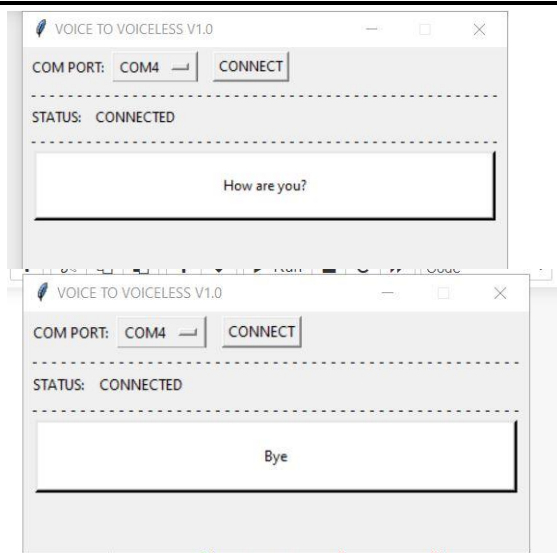 VOICE TO VOICELESS V1.0
COM PORT: COM4 CONNECT
STATUS: CONNECTED
How are you?
VOICE TO VOICELESS V1.0
COM PORT: COM4 CONNECT
STATUS: CONNECTED
Bye